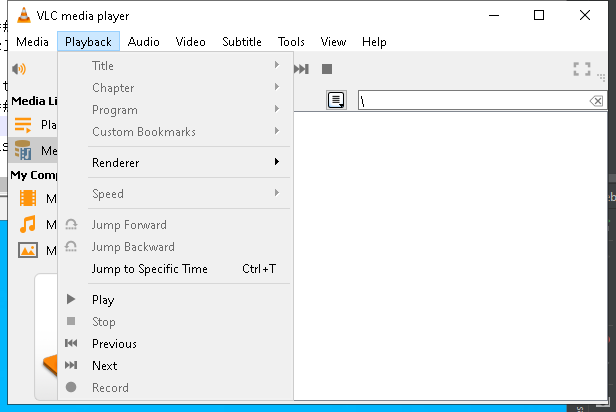 VLC media player
Media Playback Audio Video Subtitle Tools View Help
\
Media Li
Pla
Me
My Comp
M
M
M
Title
Chapter
Program
Custom Bookmarks
Renderer
Speed
Jump Forward
Jump Backward
Jump to Specific Time Ctrl+T
Play
Stop
Previous
Next
Record